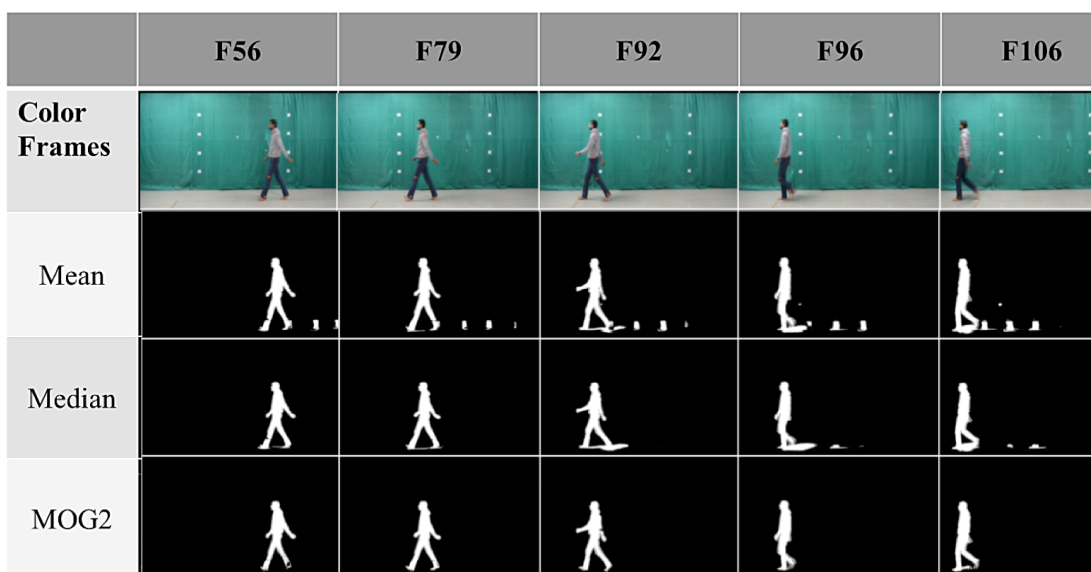 F56 F79 F92 F96 F106
Color
Frames
Mean
Median
MOG2